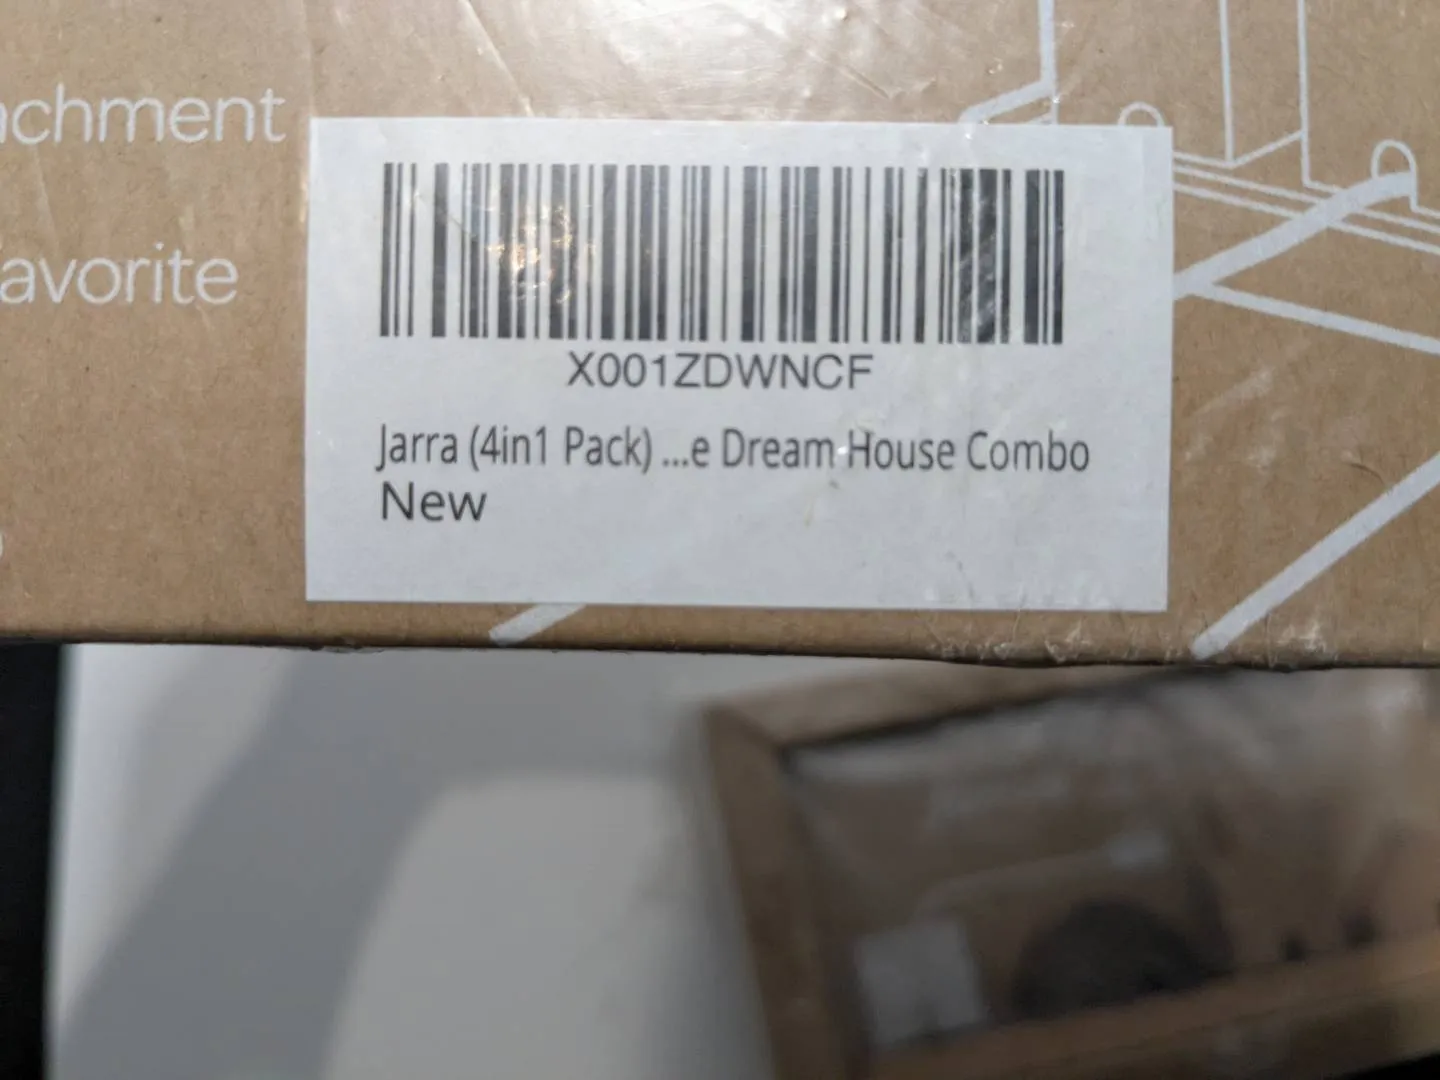 achment
avorite
X001ZDWNCF
Jarra (4in1 Pack) ...e Dream House Combo
New